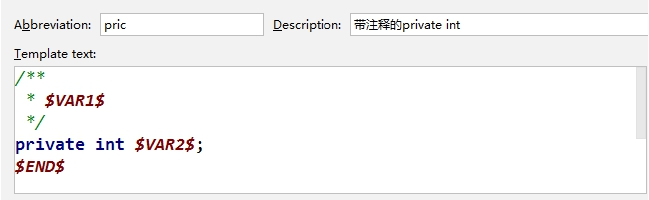 Abbreviation: pric Description: 带注释的private int
Template text:
/**
 * $VAR1$
 */
private int $VAR2$;
$END$